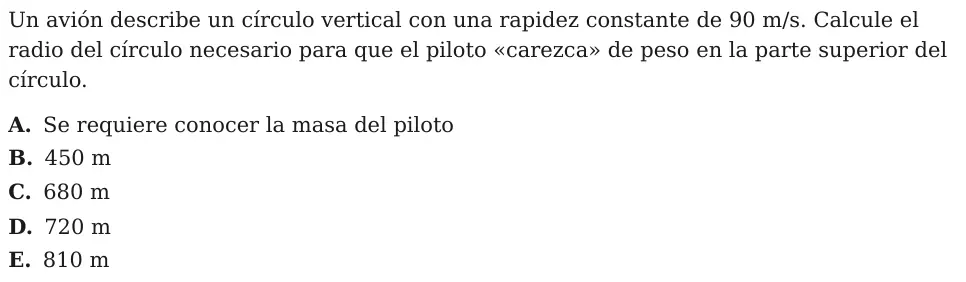 Un avión describe un círculo vertical con una rapidez constante de 90 m/s. Calcule el
radio del círculo necesario para que el piloto «carezca» de peso en la parte superior del
círculo.
A. Se requiere conocer la masa del piloto
B. 450 m
C. 680 m
D. 720 m
E. 810 m